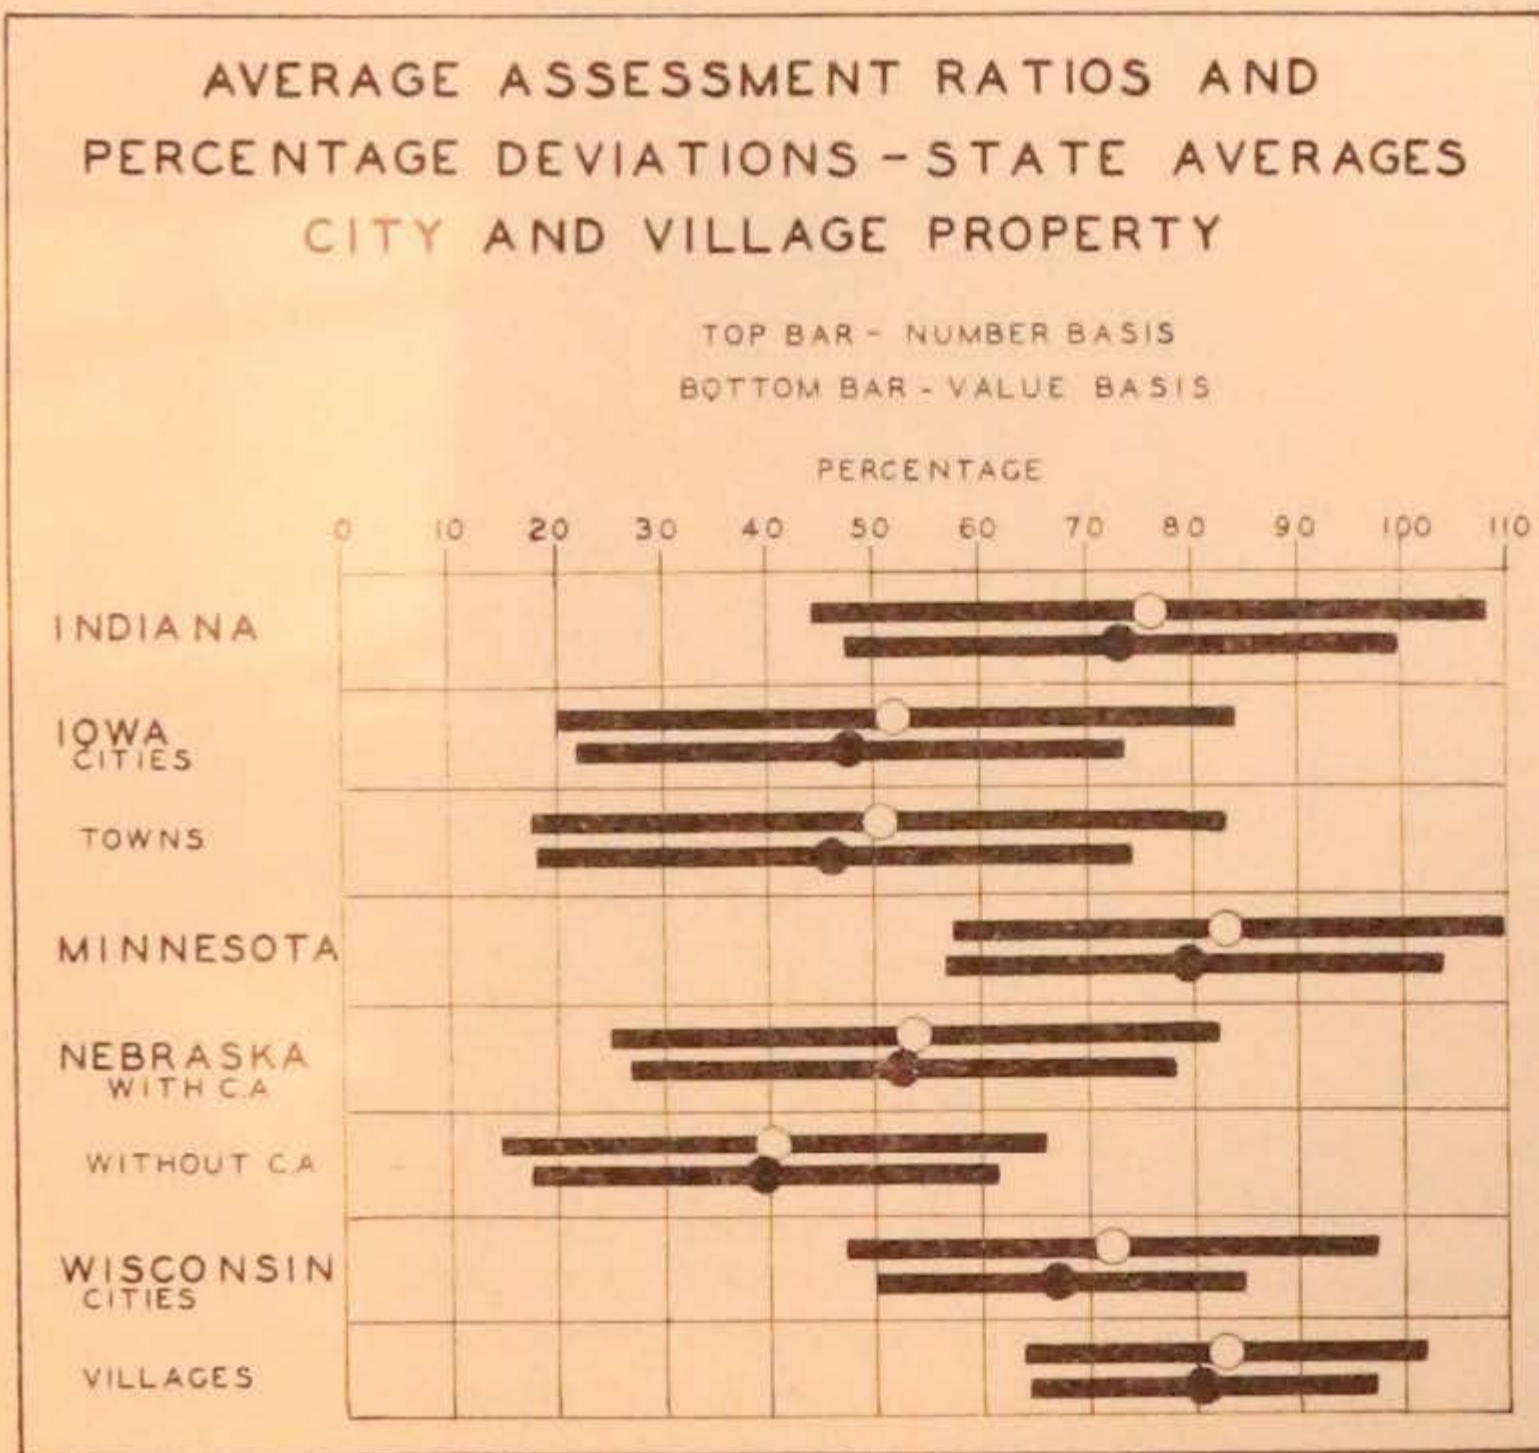 AVERAGE ASSESSMENT RATIOS AND
PERCENTAGE DEVIATIONS - STATE AVERAGES
CITY AND VILLAGE PROPERTY
TOP BAR - NUMBER BASIS
BOTTOM BAR - VALUE BASIS
PERCENTAGE
0 10 20 30 40 50 60 70 80 90 100 110
INDIANA
IOWA
CITIES
TOWNS
MINNESOTA
NEBRASKA
WITH C.A
WITHOUT C.A
WISCONSIN
CITIES
VILLAGES